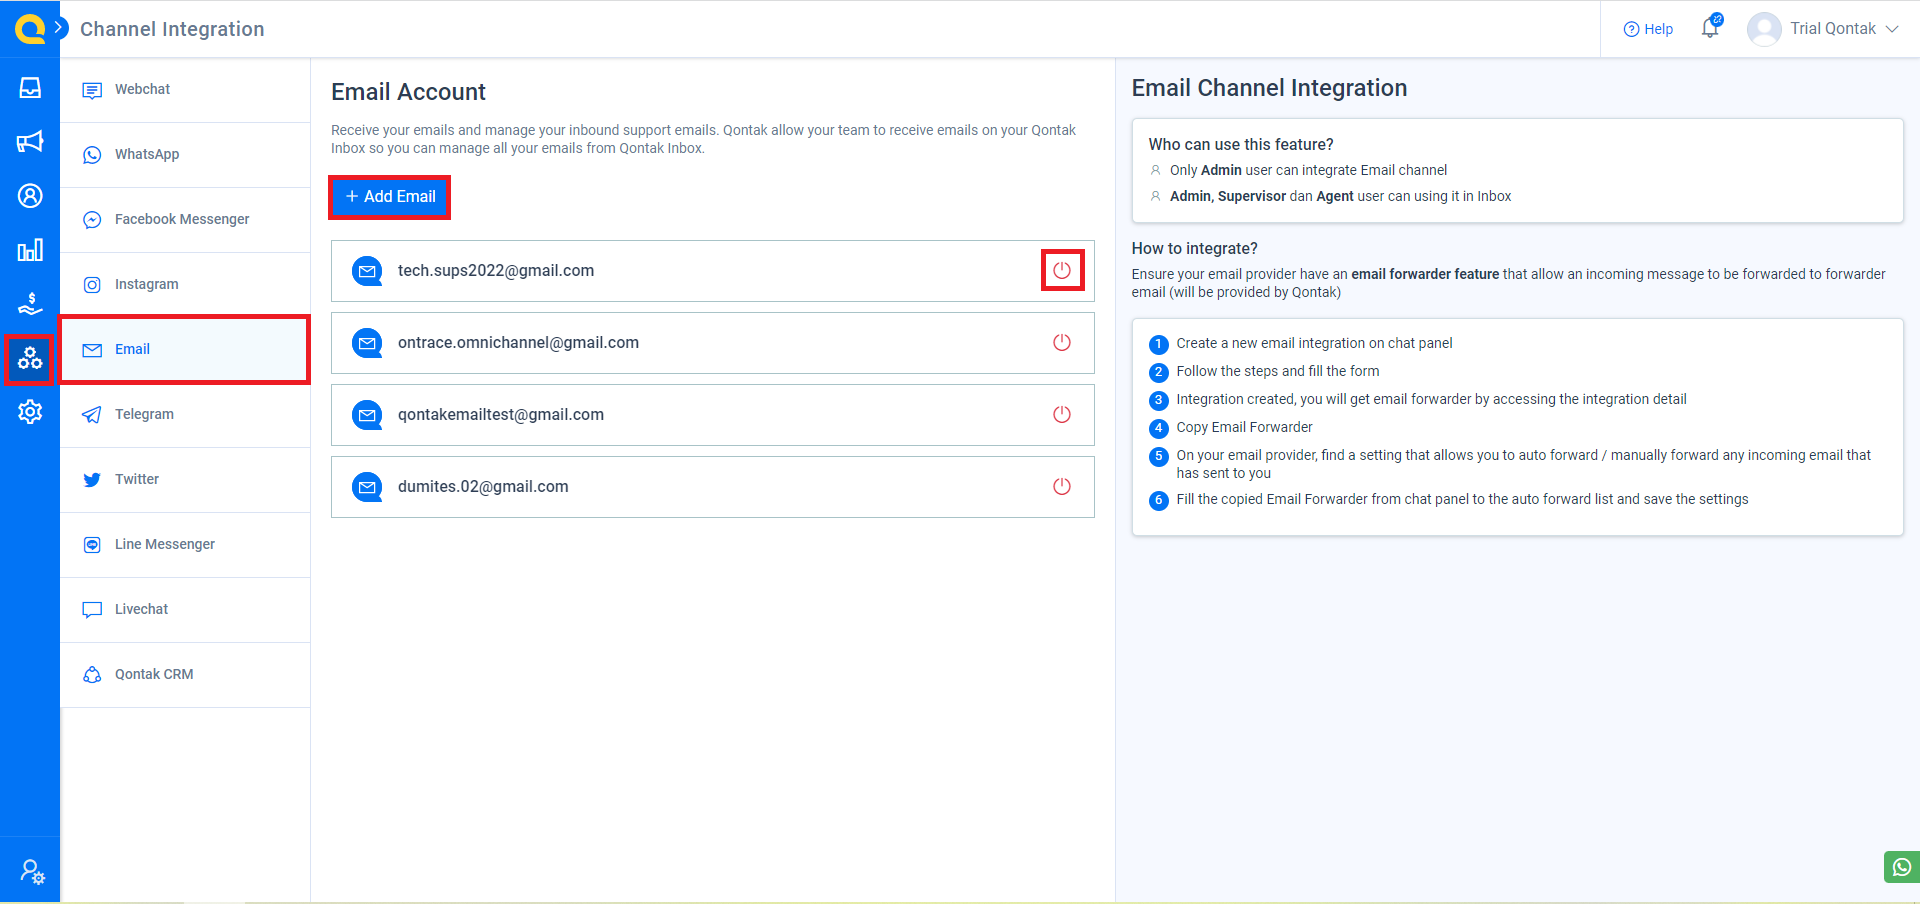 Channel Integration
Help
Trial Qontak
Webchat
WhatsApp
Facebook Messenger
Instagram
Email
Telegram
Twitter
Line Messenger
Livechat
Qontak CRM
Email Account
Receive your emails and manage your inbound support emails. Qontak allow your team to receive emails on your Qontak
Inbox so you can manage all your emails from Qontak Inbox.
+ Add Email
tech.sups2022@gmail.com
ontrace.omnichannel@gmail.com
qontakemailtest@gmail.com
dumites.02@gmail.com
Email Channel Integration
Who can use this feature?
Only Admin user can integrate Email channel
Admin, Supervisor dan Agent user can using it in Inbox
How to integrate?
Ensure your email provider have an email forwarder feature that allow an incoming message to be forwarded to forwarder
email (will be provided by Qontak)
1 Create a new email integration on chat panel
2 Follow the steps and fill the form
3 Integration created, you will get email forwarder by accessing the integration detail
4 Copy Email Forwarder
5 On your email provider, find a setting that allows you to auto forward / manually forward any incoming email that
has sent to you
6 Fill the copied Email Forwarder from chat panel to the auto forward list and save the settings